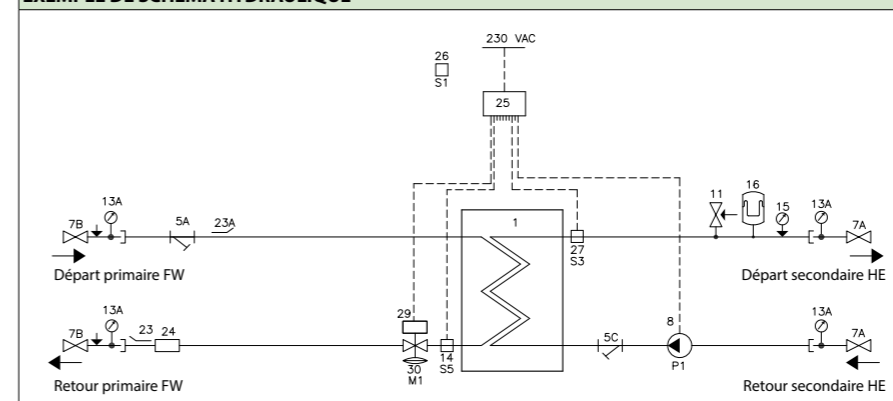 EXEMPLE DE SCHÉMA HYDRAULIQUE
230 VAC
26
S1
25
13A
7B
5A
23A
1
27
S3
11
16
15
13A
7A
Départ primaire FW
Départ secondaire HE
29
13A
7B
23
24
30
M1
14
S5
5C
8
P1
13A
7A
Retour primaire FW
Retour secondaire HE